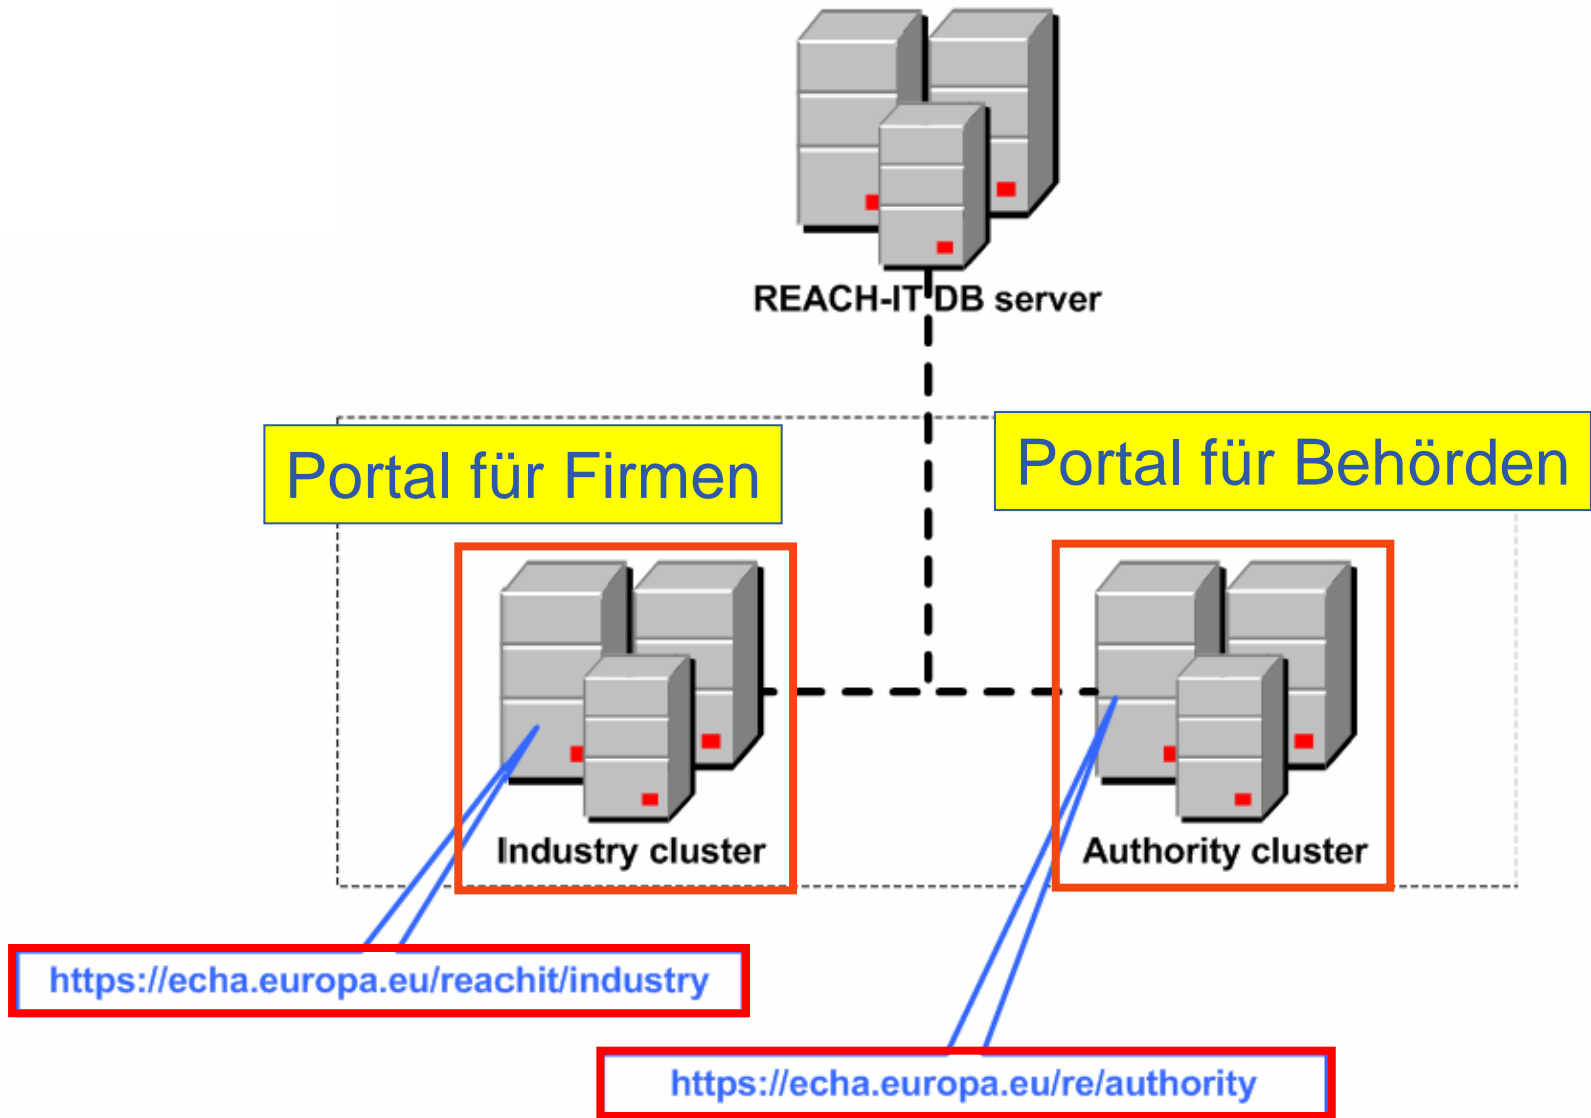 REACH-IT DB server
Portal für Firmen
Portal für Behörden
Industry cluster
Authority cluster
https://echa.europa.eu/reachit/industry
https://echa.europa.eu/re/authority